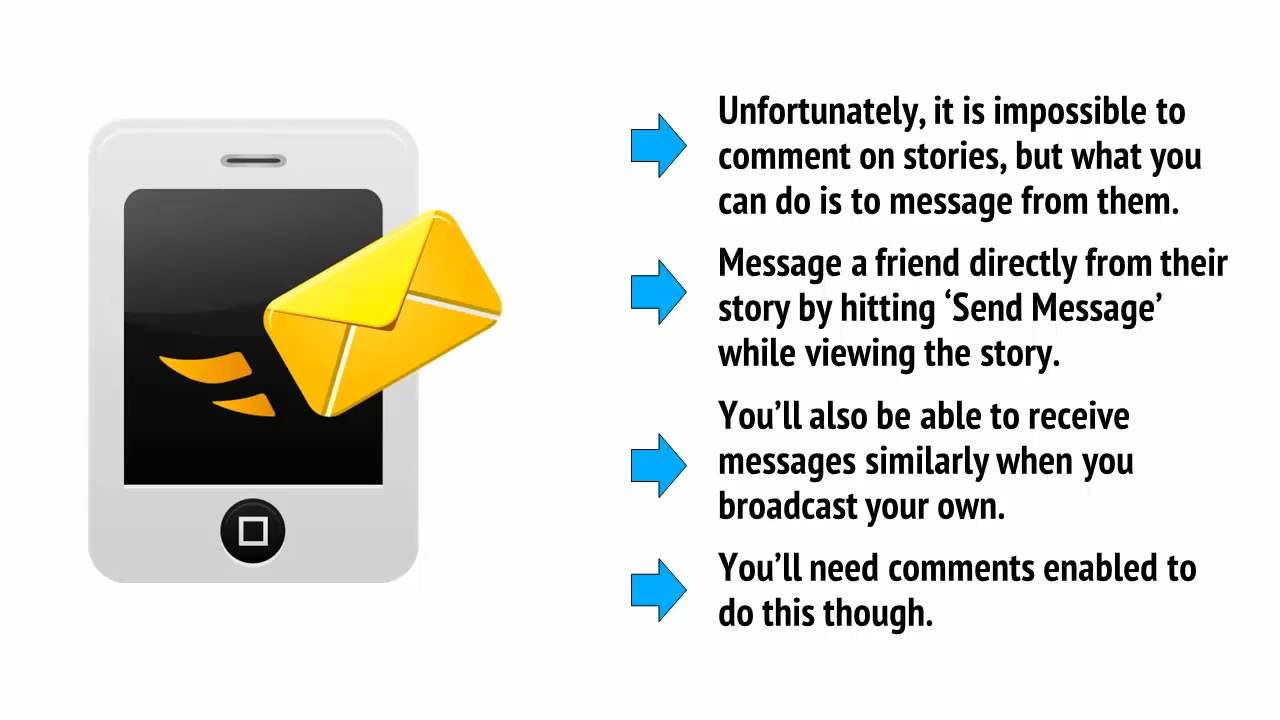 Unfortunately, it is impossible to
comment on stories, but what you
can do is to message from them.
Message a friend directly from their
story by hitting ‘Send Message’
while viewing the story.
You’ll also be able to receive
messages similarly when you
broadcast your own.
You’ll need comments enabled to
do this though.